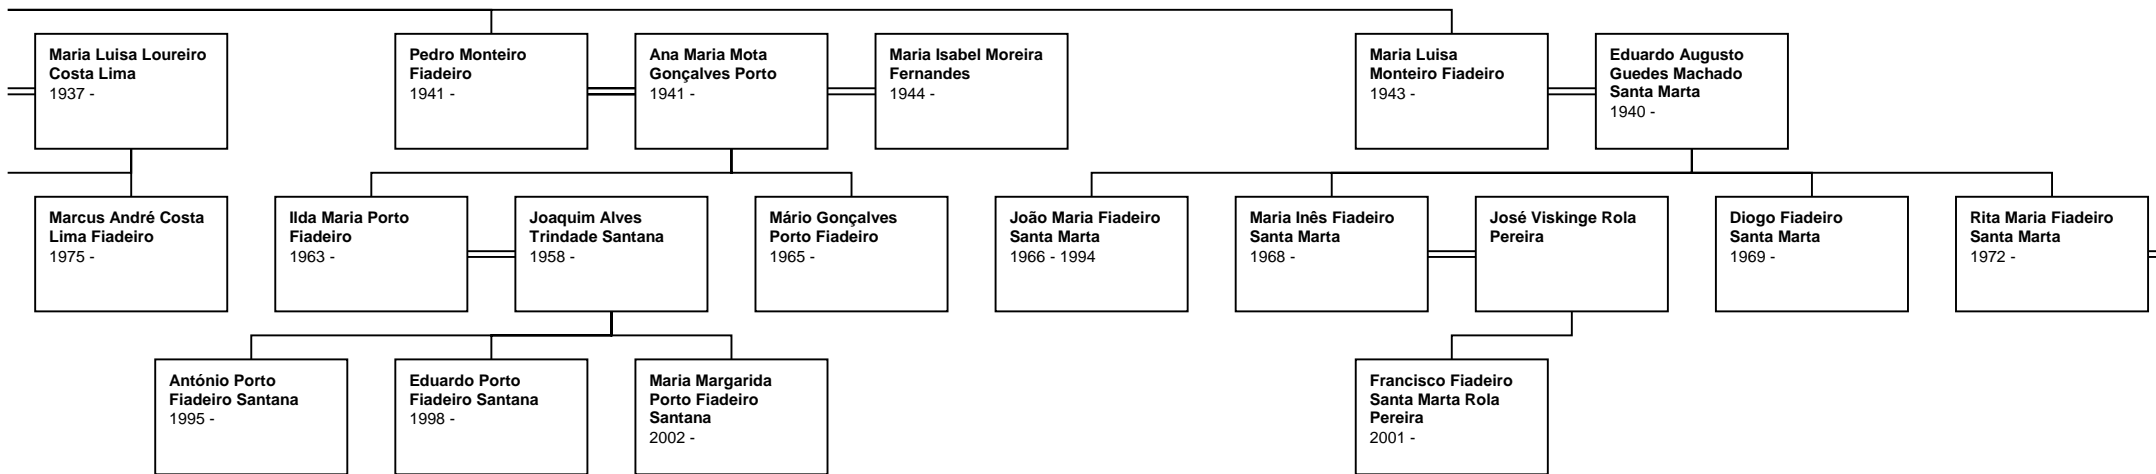 Maria Luisa Loureiro
Costa Lima
1937 -
Pedro Monteiro
Fiadeiro
1941 -
Ana Maria Mota
Gonçalves Porto
1941 -
Maria Isabel Moreira
Fernandes
1944 -
Maria Luisa
Monteiro Fiadeiro
1943 -
Eduardo Augusto
Guedes Machado
Santa Marta
1940 -
Marcus André Costa
Lima Fiadeiro
1975 -
Ilda Maria Porto
Fiadeiro
1963 -
Joaquim Alves
Trindade Santana
1958 -
Mário Gonçalves
Porto Fiadeiro
1965 -
João Maria Fiadeiro
Santa Marta
1966 - 1994
Maria Inês Fiadeiro
Santa Marta
1968 -
José Viskinge Rola
Pereira
Diogo Fiadeiro
Santa Marta
1969 -
Rita Maria Fiadeiro
Santa Marta
1972 -
António Porto
Fiadeiro Santana
1995 -
Eduardo Porto
Fiadeiro Santana
1998 -
Maria Margarida
Porto Fiadeiro
Santana
2002 -
Francisco Fiadeiro
Santa Marta Rola
Pereira
2001 -